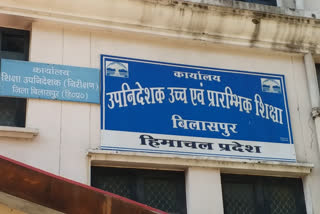 कार्यालय
शिक्षा उपनिदेशक (निरीक्षण)
जिला बिलासपुर (हि०प्र०)
कार्यालय
उपनिदेशक उच्च एवं प्रारम्भिक शिक्षा
बिलासपुर
हिमाचल प्रदेश